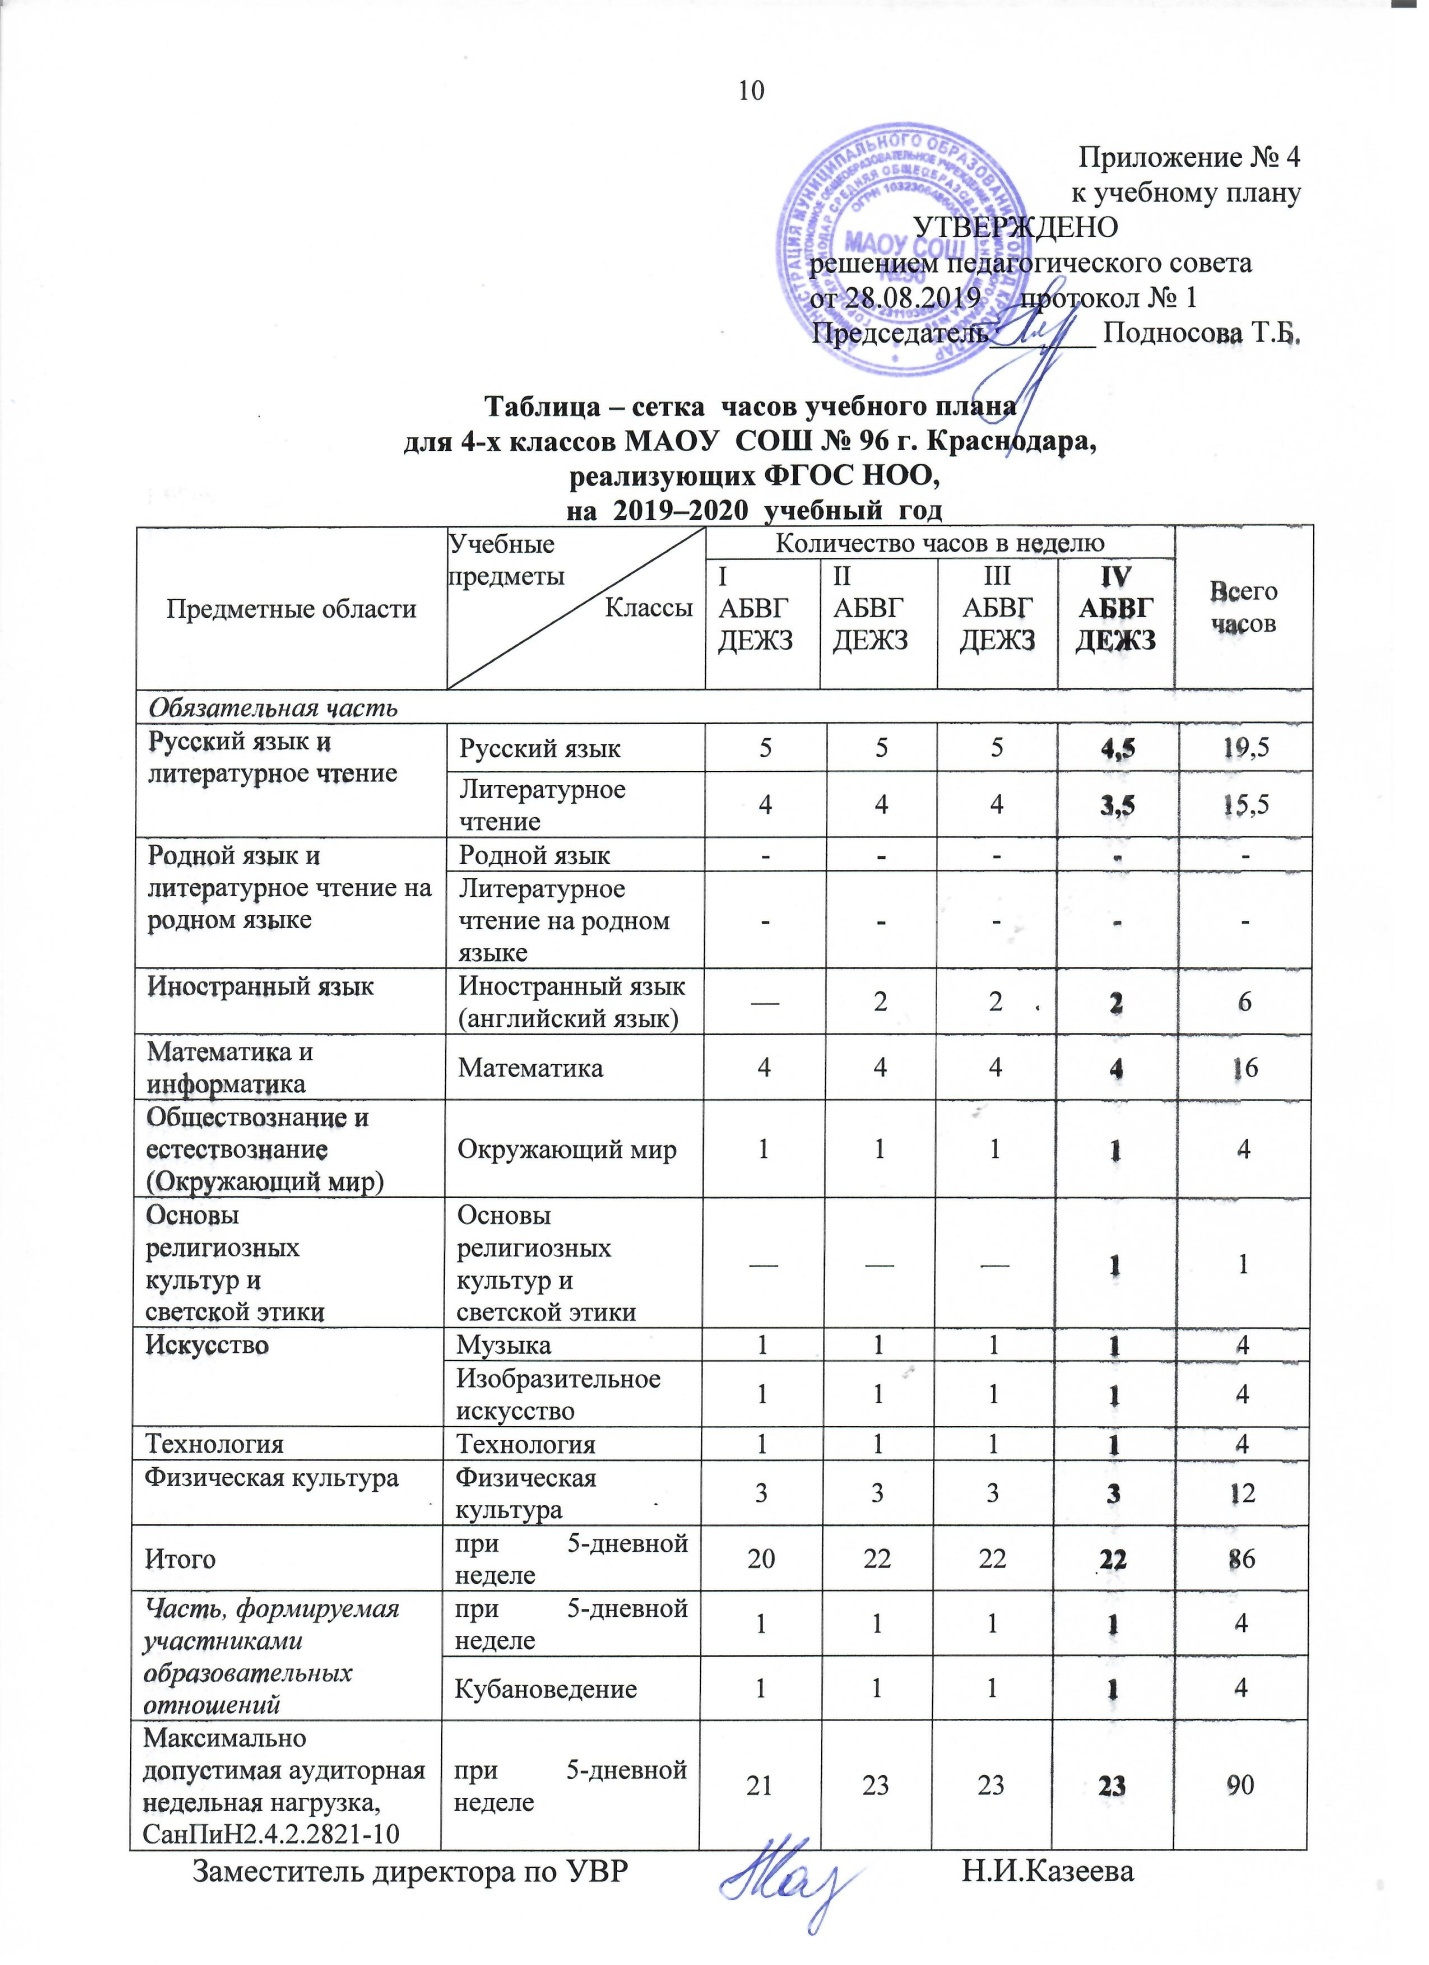 10
Приложение № 4
к учебному плану
УТВЕРЖДЕНО
решением педагогического совета
от 28.08.2019 протокол № 1
Председатель_______ Подносова Т.Б.
МАОУ СОШ
№96
Таблица – сетка часов учебного плана
для 4-х классов МАОУ СОШ № 96 г. Краснодара,
реализующих ФГОС НОО,
на 2019–2020 учебный год
Предметные области
Учебные
предметы
Классы
Количество часов в неделю
I
АБВГ
ДЕЖЗ
II
АБВГ
ДЕЖЗ
III
АБВГ
ДЕЖЗ
IV
АБВГ
ДЕЖЗ
Всего
часов
Обязательная часть
Русский язык и
литературное чтение
Русский язык 5 5 5 4,5 19,5
Литературное
чтение
4 4 4 3,5 15,5
Родной язык и
литературное чтение на
родном языке
Родной язык - - - - -
Литературное
чтение на родном
языке
- - - - -
Иностранный язык
Иностранный язык
(английский язык)
— 2 2 2 6
Математика и
информатика
Математика 4 4 4 4 16
Обществознание и
естествознание
(Окружающий мир)
Окружающий мир 1 1 1 1 4
Основы
религиозных
культур и
светской этики
Основы
религиозных
культур и
светской этики
— — — 1 1
Искусство
Музыка 1 1 1 1 4
Изобразительное
искусство
1 1 1 1 4
Технология Технология 1 1 1 1 4
Физическая культура
Физическая
культура
3 3 3 3 12
Итого
при 5-дневной
неделе
20 22 22 22 86
Часть, формируемая
участниками
образовательных
отношений
при 5-дневной
неделе
1 1 1 1 4
Кубановедение 1 1 1 1 4
Максимально
допустимая аудиторная
недельная нагрузка,
СанПиН2.4.2.2821-10
при 5-дневной
неделе
21 23 23 23 90
Заместитель директора по УВР Н.И.Казеева